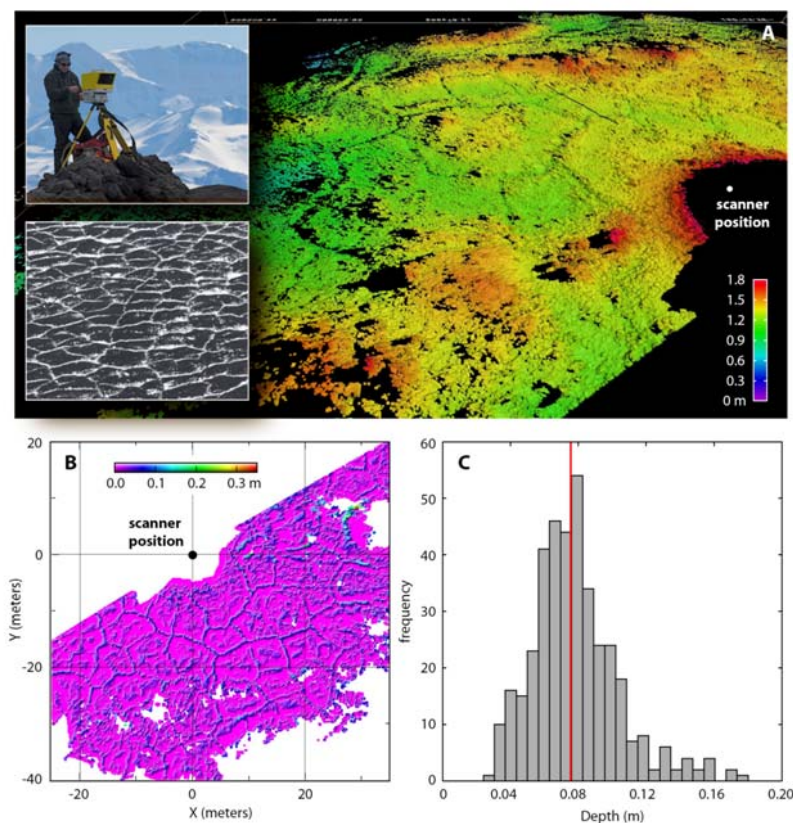 A
scanner
position
1.8
1.5
1.2
0.9
0.6
0.3
0 m
B
0.0 0.1 0.2 0.3 m
scanner
position
20
0
-20
-40
Y (meters)
-20 0 20
X (meters)
C
60
50
40
30
20
10
0
frequency
0 0.04 0.08 0.12 0.16 0.20
Depth (m)